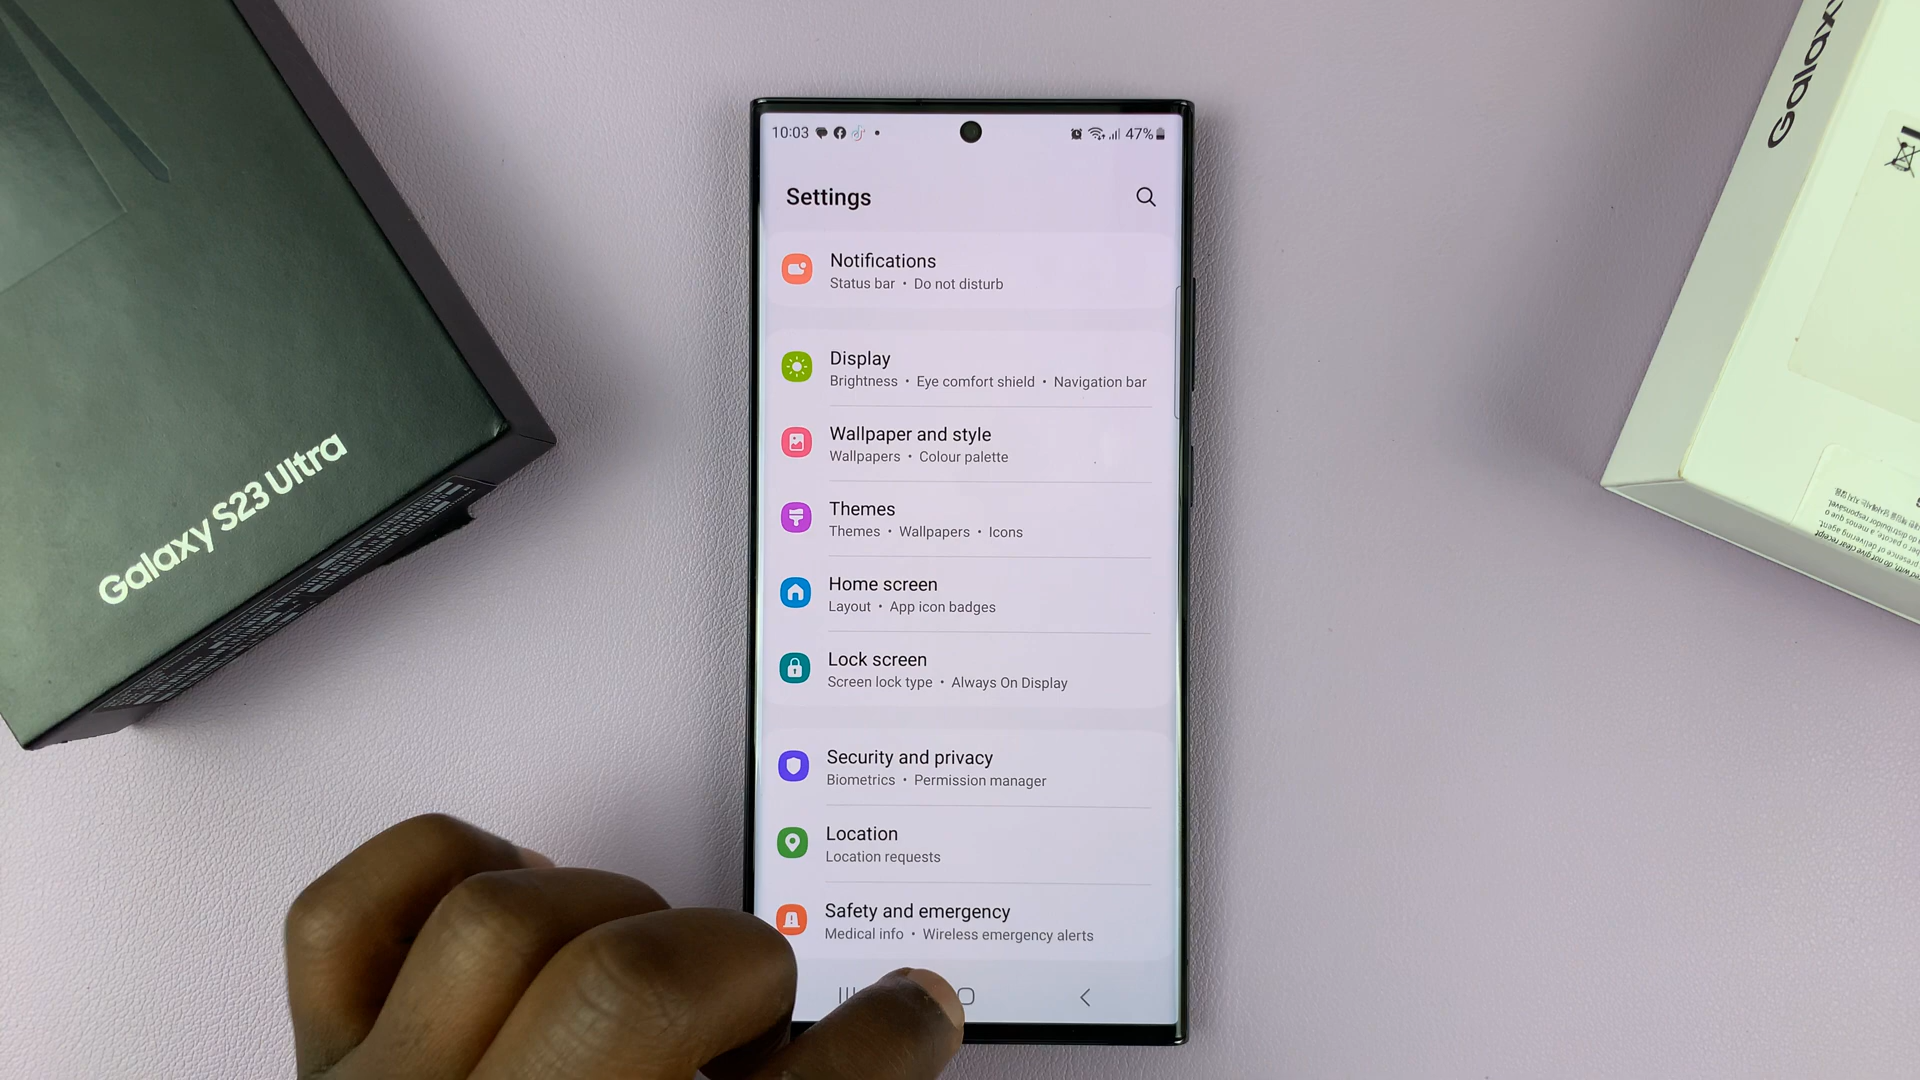 Galaxy S23 Ultra
10:03
47%
Settings
Notifications
Status bar • Do not disturb
Display
Brightness • Eye comfort shield • Navigation bar
Wallpaper and style
Wallpapers • Colour palette
Themes
Themes • Wallpapers • Icons
Home screen
Layout • App icon badges
Lock screen
Screen lock type • Always On Display
Security and privacy
Biometrics • Permission manager
Location
Location requests
Safety and emergency
Medical info • Wireless emergency alerts
Galaxy